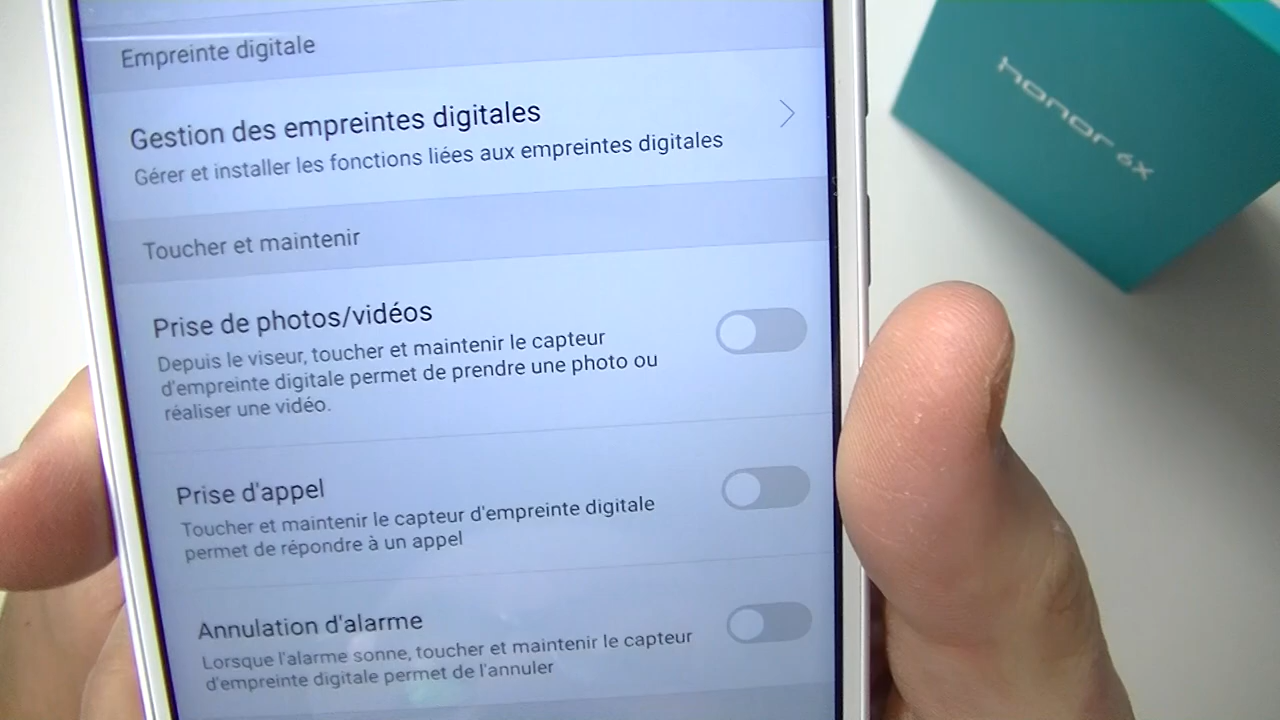 Empreinte digitale
Gestion des empreintes digitales
Gérer et installer les fonctions liées aux empreintes digitales
Toucher et maintenir
Prise de photos/vidéos
Depuis le viseur, toucher et maintenir le capteur
d'empreinte digitale permet de prendre une photo ou
réaliser une vidéo.
Prise d'appel
Toucher et maintenir le capteur d'empreinte digitale
permet de répondre à un appel
Annulation d'alarme
Lorsque l'alarme sonne, toucher et maintenir le capteur
d'empreinte digitale permet de l'annuler
honor 6X